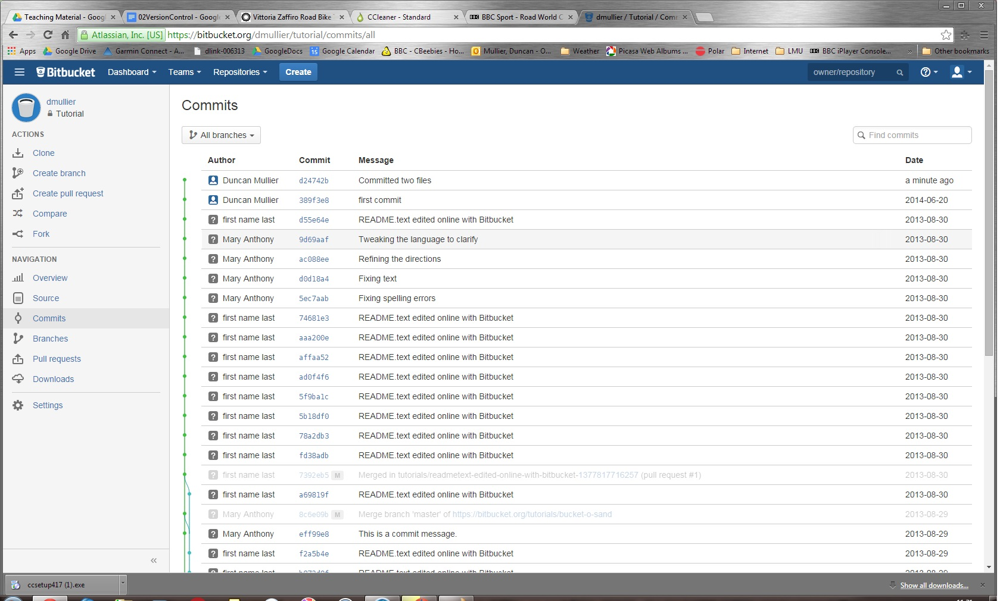 Teaching Material - Googl
02VersionControl - Google
Vittoria Zaffiro Road Bike
CCleaner - Standard
BBC Sport - Road World C
dmullier / Tutorial / Com
Atlassian, Inc. [US] https://bitbucket.org/dmullier/tutorial/commits/all
Apps Google Drive Garmin Connect - A... dlink-006313 GoogleDocs 15 Google Calendar BBC - CBeebies - Ho... Mullier, Duncan - O... Weather Picasa Web Albums ... Polar Internet LMU BBC BBC iPlayer Console... » Other bookmarks
Bitbucket Dashboard Teams Repositories Create owner/repository
dmullier
Tutorial
ACTIONS
Clone
Create branch
Create pull request
Compare
Fork
NAVIGATION
Overview
Source
Commits
Branches
Pull requests
Downloads
Settings
«
Commits
All branches
Find commits
Author Commit Message Date
Duncan Mullier d24742b Committed two files a minute ago
Duncan Mullier 389f3e8 first commit 2014-06-20
? first name last d55e64e README.text edited online with Bitbucket 2013-08-30
? Mary Anthony 9d69aaf Tweaking the language to clarify 2013-08-30
? Mary Anthony ac088ee Refining the directions 2013-08-30
? Mary Anthony d0d18a4 Fixing text 2013-08-30
? Mary Anthony 5ec7aab Fixing spelling errors 2013-08-30
? first name last 74681e3 README.text edited online with Bitbucket 2013-08-30
? first name last aaa200e README.text edited online with Bitbucket 2013-08-30
? first name last affaa52 README.text edited online with Bitbucket 2013-08-30
? first name last ad0f4f6 README.text edited online with Bitbucket 2013-08-30
? first name last 5f9ba1c README.text edited online with Bitbucket 2013-08-30
? first name last 5b18df0 README.text edited online with Bitbucket 2013-08-30
? first name last 78a2db3 README.text edited online with Bitbucket 2013-08-30
? first name last fd38adb README.text edited online with Bitbucket 2013-08-30
? first name last 7392eb5 M Merged in tutorials/readmetext-edited-online-with-bitbucket-1377817716257 (pull request #1) 2013-08-30
? first name last a69819f README.text edited online with Bitbucket 2013-08-30
? Mary Anthony 8c6e09b M Merge branch 'master' of https://bitbucket.org/tutorials/bucket-o-sand 2013-08-29
? Mary Anthony eff99e8 This is a commit message. 2013-08-29
? first name last f2a5b4e README.text edited online with Bitbucket 2013-08-29
first name last README.text edited online with Bitbucket 2013-08-29
ccsetup417 (1).exe
Show all downloads...